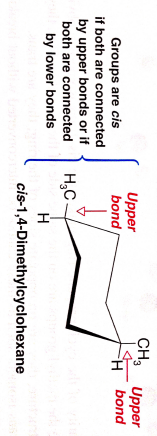 Groups are cis
if both are connected
by upper bonds or if
both are connected
by lower bonds
Upper
bond
H₃C
H
CH₃
H
Upper
bond
cis-1,4-Dimethylcyclohexane